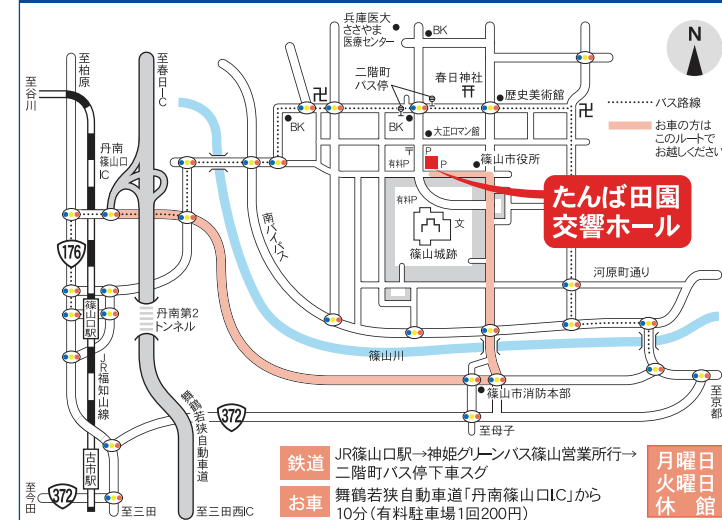 兵庫医大
ささやま
医療センター
BK
N
至柏原
至谷川
至春日I.C
二階町
バス停
春日神社
歴史美術館
卍
卍
BK
BK
大正ロマン館
バス路線
お車の方は
このルートで
お越しください
丹南
篠山口
IC
〒
P
有料P
P
篠山市役所
たんば田園
交響ホール
有料P
文
篠山城跡
南バイパス
176
河原町通り
篠山口駅
丹南第2
トンネル
JR福知山線
篠山川
篠山市消防本部
至京都
舞鶴若狭自動車道
372
至母子
古市駅
至今田
372
至三田
至三田西IC
鉄道
JR篠山口駅→神姫グリーンバス篠山営業所行→
二階町バス停下車スグ
お車
舞鶴若狭自動車道「丹南篠山口I.C」から
10分(有料駐車場1回200円)
月曜日
火曜日
休館